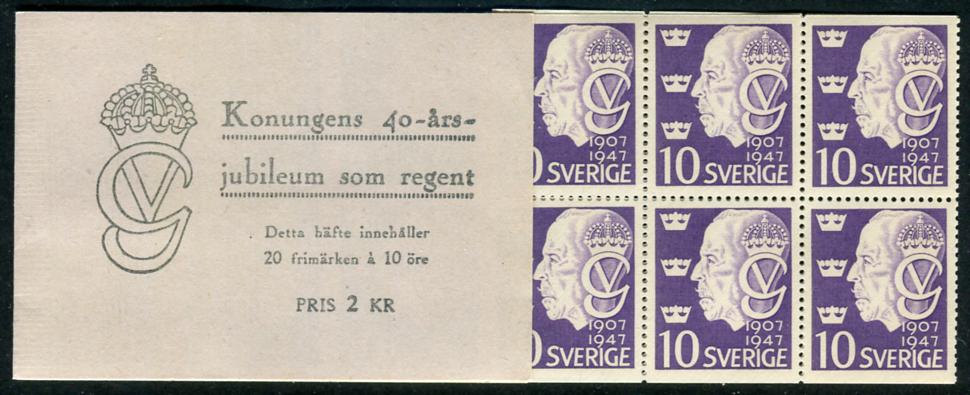 Konungens 40-års-
jubileum som regent
Detta häfte innehåller
20 frimärken à 10 öre
PRIS 2 KR
1907
1947
0 SVERIGE
1907
1947
10 SVERIGE
1907
1947
10 SVERIGE
1907
1947
0 SVERIGE
1907
1947
10 SVERIGE
1907
1947
10 SVERIGE